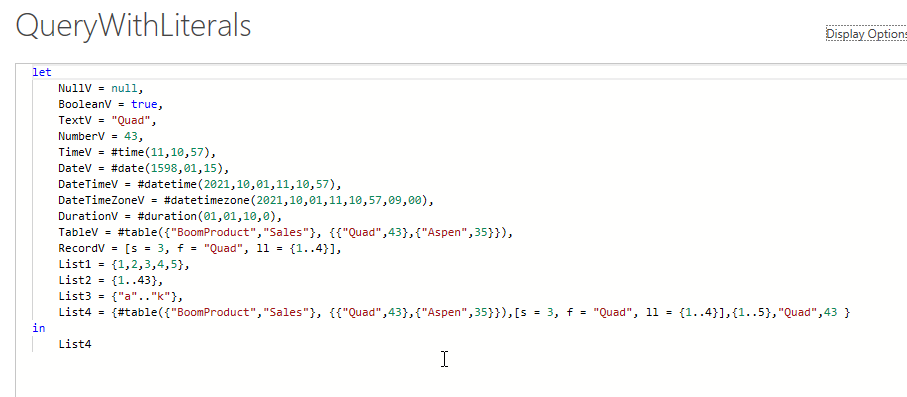 QueryWithLiterals
Display Options
let
NullV = null,
BooleanV = true,
TextV = "Quad",
NumberV = 43,
TimeV = #time(11,10,57),
DateV = #date(1598,01,15),
DateTimeV = #datetime(2021,10,01,11,10,57),
DateTimeZoneV = #datetimezone(2021,10,01,11,10,57,09,00),
DurationV = #duration(01,01,10,0),
TableV = #table({"BoomProduct","Sales"}, {{"Quad",43},{"Aspen",35}}),
RecordV = [s = 3, f = "Quad", ll = {1..4}],
List1 = {1,2,3,4,5},
List2 = {1..43},
List3 = {"a".."k"},
List4 = {#table({"BoomProduct","Sales"}, {{"Quad",43},{"Aspen",35}}),[s = 3, f = "Quad", ll = {1..4}],{1..5},"Quad",43 }
in
List4